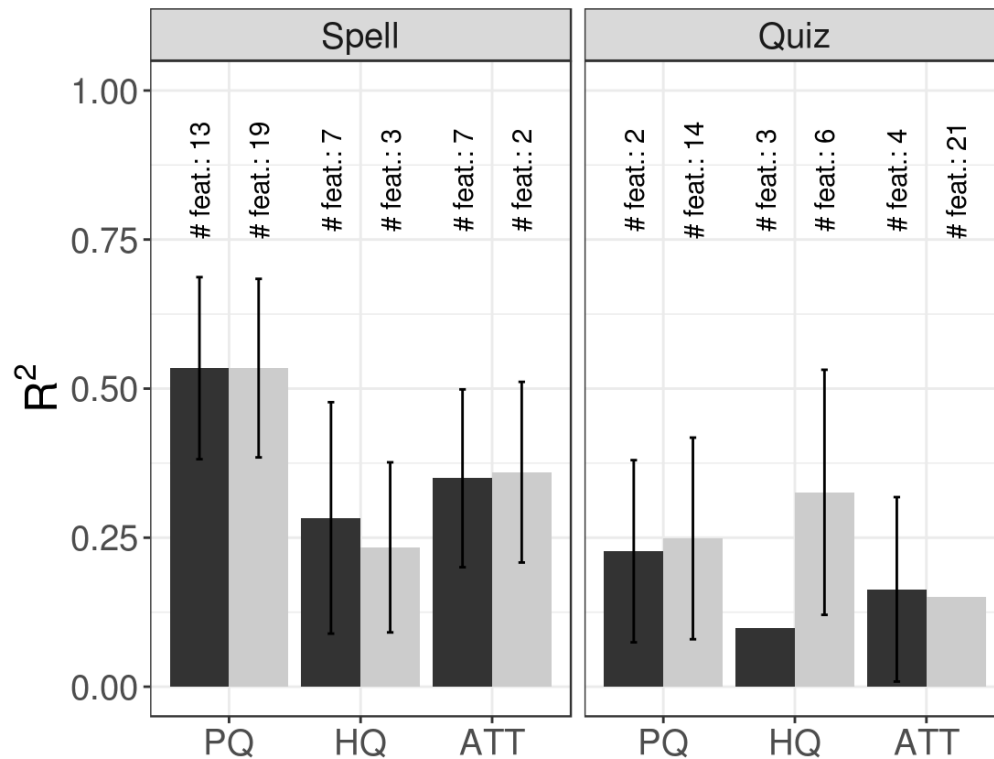 Spell
Quiz
R²
1.00
0.75
0.50
0.25
0.00
# feat.: 13
# feat.: 19
# feat.: 7
# feat.: 3
# feat.: 7
# feat.: 2
# feat.: 2
# feat.: 14
# feat.: 3
# feat.: 6
# feat.: 4
# feat.: 21
PQ HQ ATT
PQ HQ ATT